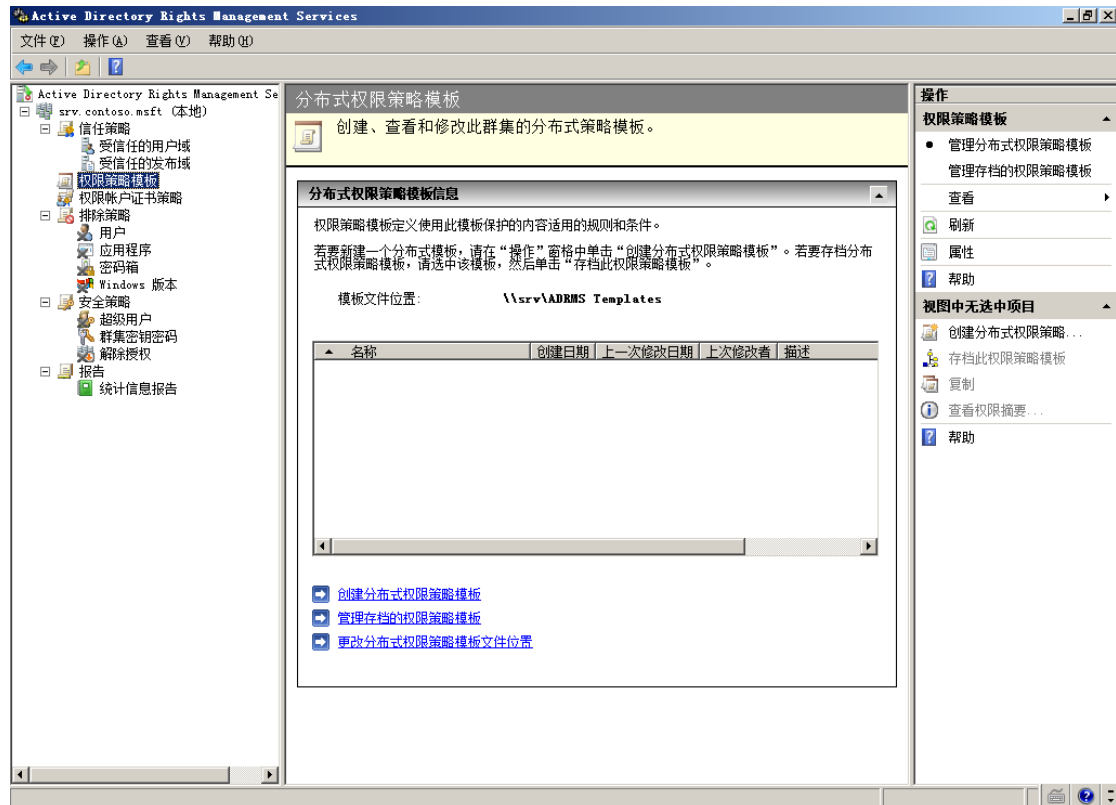 Active Directory Rights Management Services
文件(F) 操作(A) 查看(V) 帮助(H)
Active Directory Rights Management Se
srv.contoso.msft (本地)
信任策略
受信任的用户域
受信任的发布域
权限策略模板
权限帐户证书策略
排除策略
用户
应用程序
密码箱
Windows 版本
安全策略
超级用户
群集密钥密码
解除授权
报告
统计信息报告
分布式权限策略模板
创建、查看和修改此群集的分布式策略模板。
分布式权限策略模板信息
权限策略模板定义使用此模板保护的内容适用的规则和条件。
若要新建一个分布式模板，请在“操作”窗格中单击“创建分布式权限策略模板”。若要存档分布
式权限策略模板，请选中该模板，然后单击“存档此权限策略模板”。
模板文件位置: \\srv\ADRMS Templates
名称 创建日期 上一次修改日期 上次修改者 描述
创建分布式权限策略模板
管理存档的权限策略模板
更改分布式权限策略模板文件位置
操作
权限策略模板
管理分布式权限策略模板
管理存档的权限策略模板
查看
刷新
属性
帮助
视图中无选中项目
创建分布式权限策略...
存档此权限策略模板
复制
查看权限摘要...
帮助